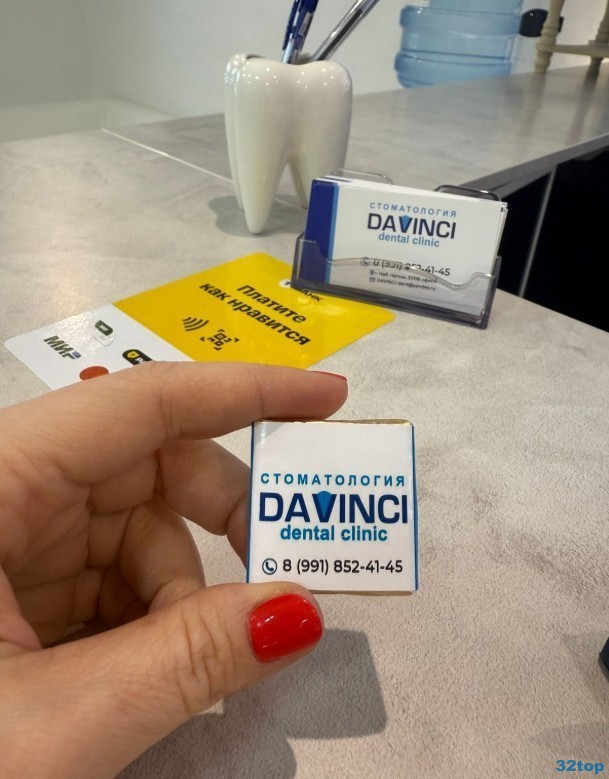 СТОМАТОЛОГИЯ
DAVINCI
dental clinic
8 (991) 852-41-45
Платите
как нравится
МИР
СТОМАТОЛОГИЯ
DAVINCI
dental clinic
32top